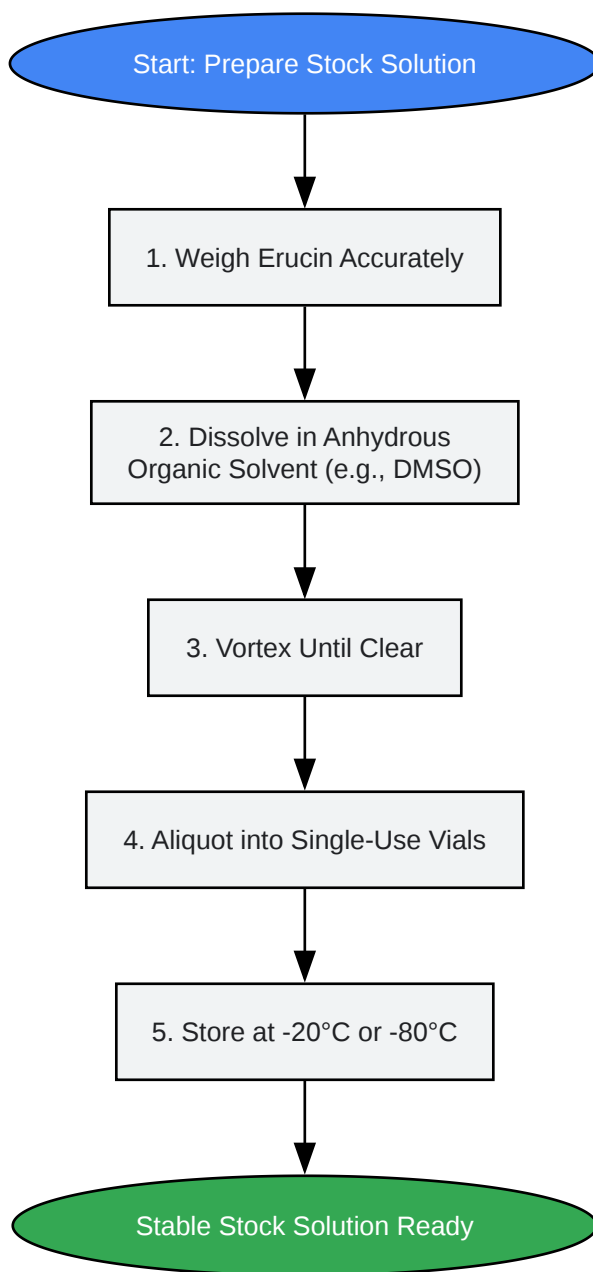 Start: Prepare Stock Solution
1. Weigh Erucin Accurately
2. Dissolve in Anhydrous
Organic Solvent (e.g., DMSO)
3. Vortex Until Clear
4. Aliquot into Single-Use Vials
5. Store at -20°C or -80°C
Stable Stock Solution Ready